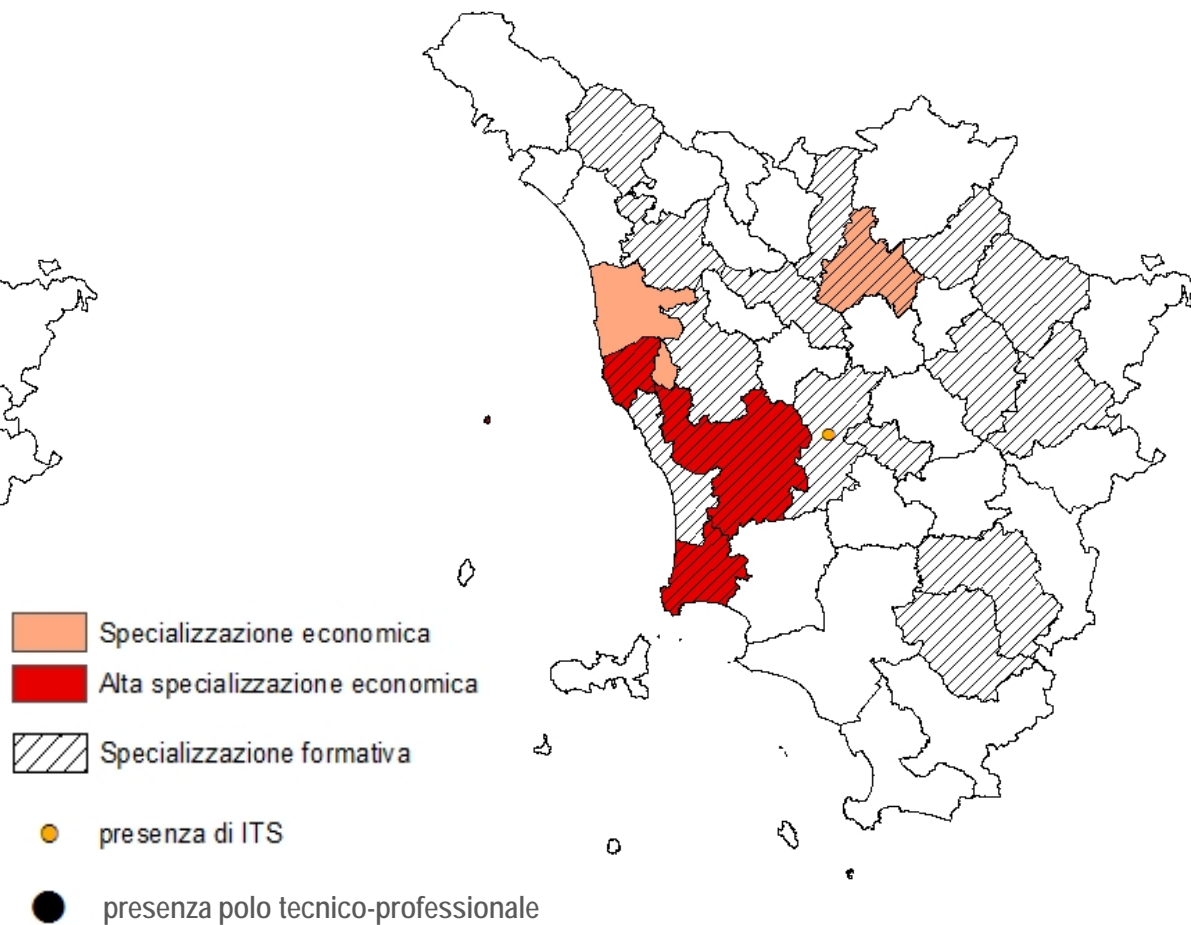 Specializzazione economica
Alta specializzazione economica
Specializzazione formativa
presenza di ITS
presenza polo tecnico-professionale